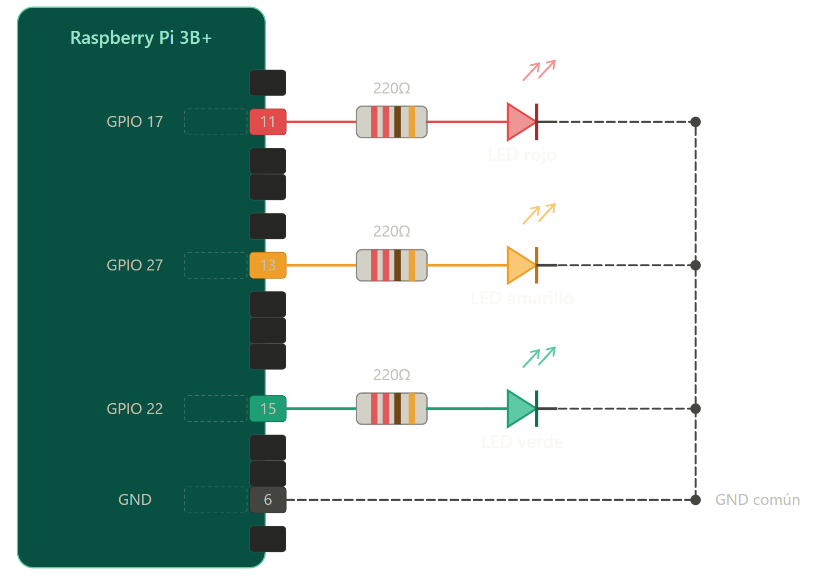 Raspberry Pi 3B+
220Ω
GPIO 17
11
LED rojo
220Ω
GPIO 27
13
LED amarillo
220Ω
GPIO 22
15
LED verde
GND
6
GND común